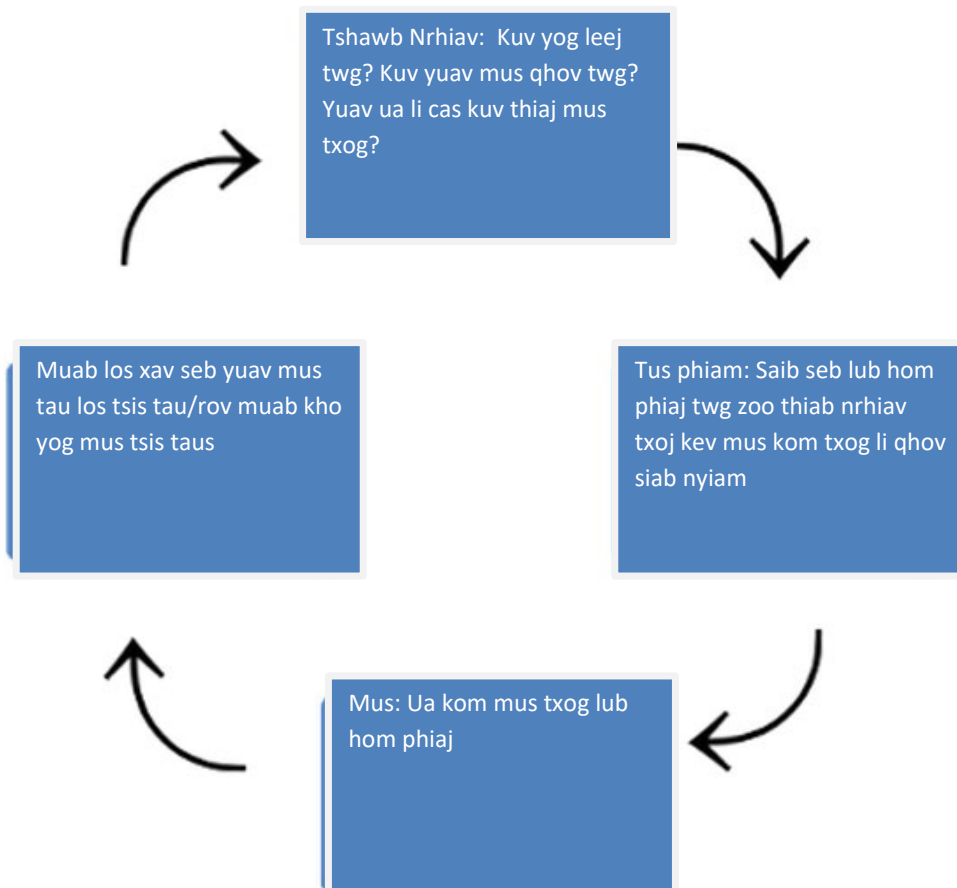 Tshawb Nrhiav:  Kuv yog leej
twg? Kuv yuav mus qhov twg?
Yuav ua li cas kuv thiaj mus
txog?
Tus phiam: Saib seb lub hom
phiaj twg zoo thiab nrhiav
txoj kev mus kom txog li qhov
siab nyiam
Mus: Ua kom mus txog lub
hom phiaj
Muab los xav seb yuav mus
tau los tsis tau/rov muab kho
yog mus tsis taus